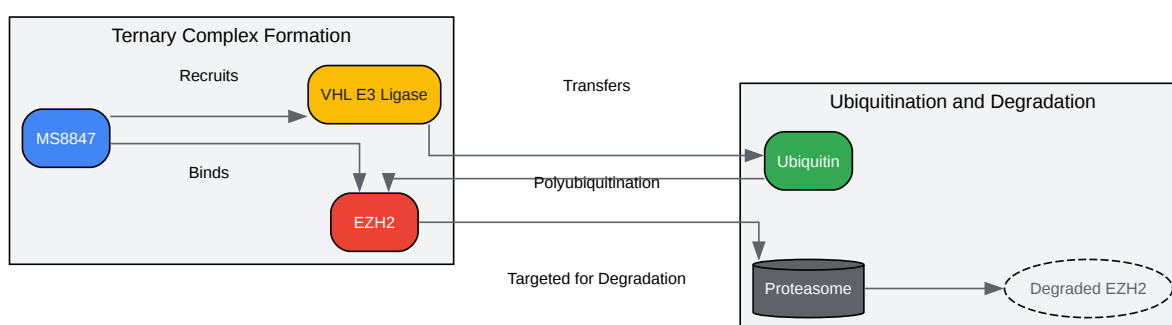 Ternary Complex Formation
Recruits
VHL E3 Ligase
MS8847
Binds
EZH2
Transfers
Polyubiquitination
Targeted for Degradation
Ubiquitination and Degradation
Ubiquitin
Proteasome
Degraded EZH2